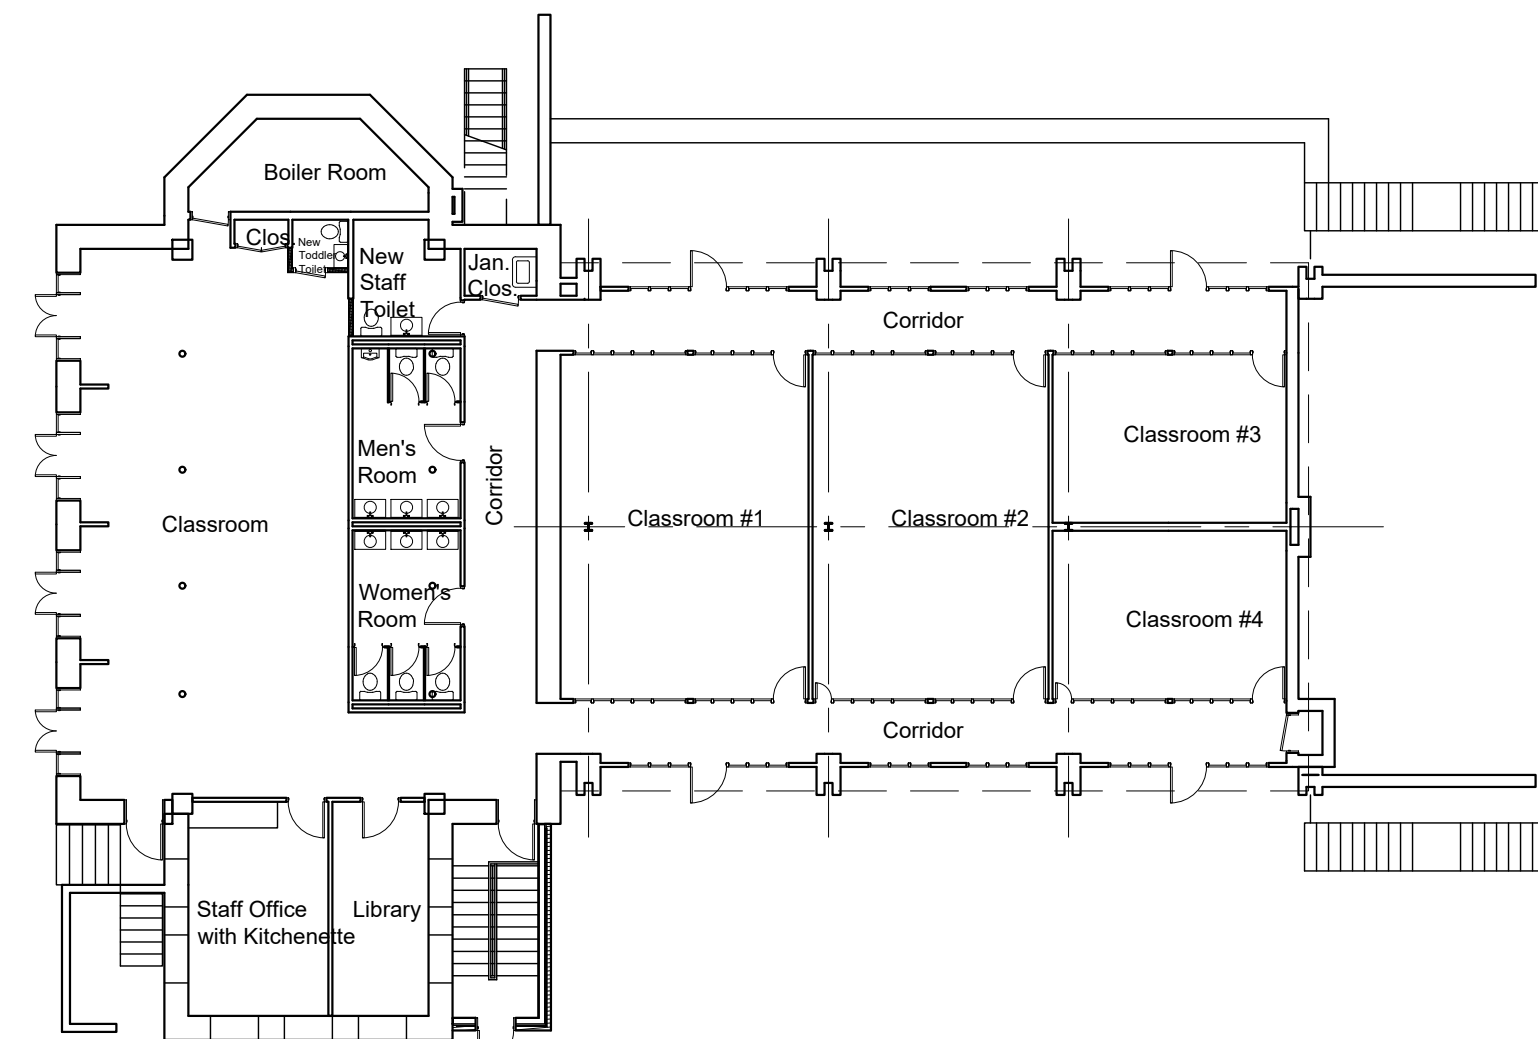 Boiler Room
Clos.
New
Toddler
Toilet
New
Staff
Toilet
Jan.
Clos.
Corridor
Classroom #3
Men's
Room
Corridor
Classroom
Classroom #1
Classroom #2
Women's
Room
Classroom #4
Corridor
Staff Office
with Kitchenette
Library